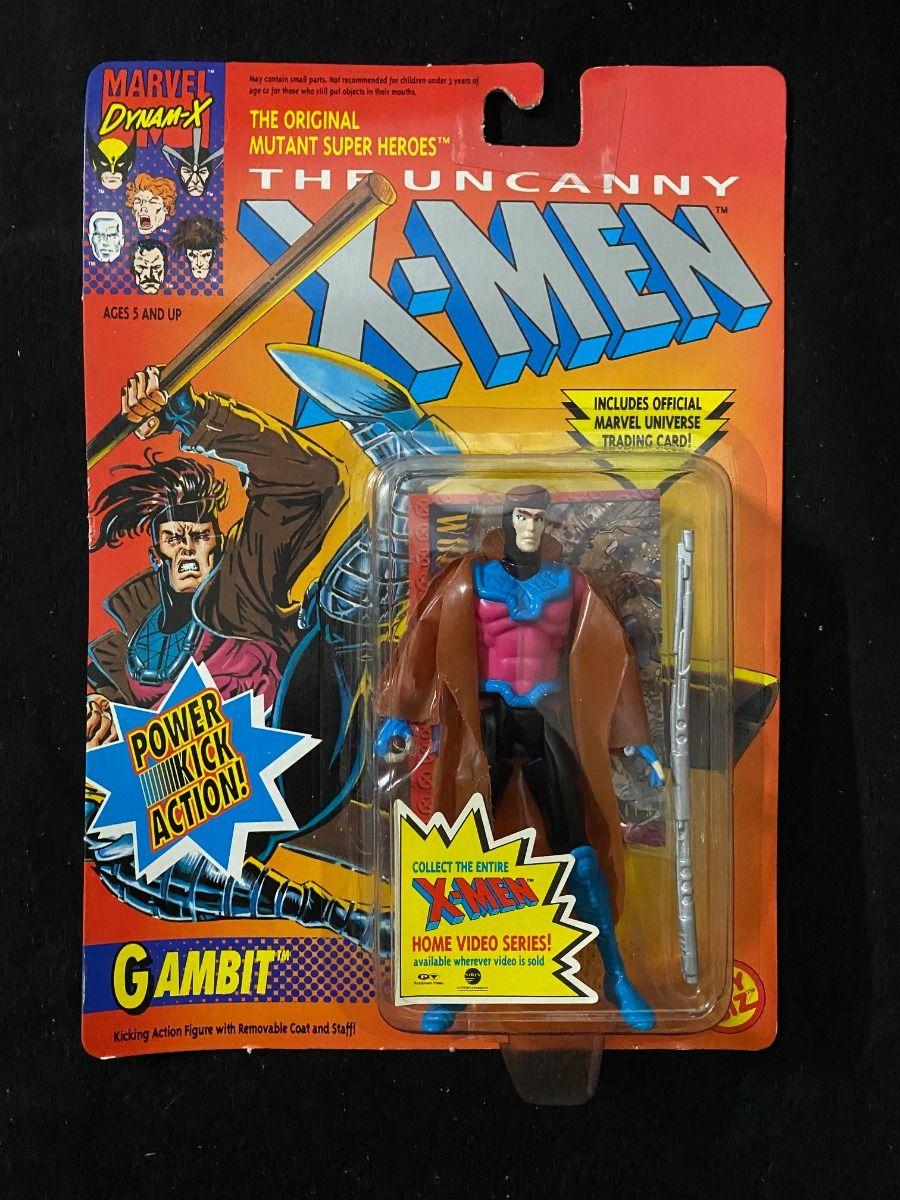 MARVEL™
DYNAM-X
May contain small parts. Not recommended for children under 3 years of
age or for those who still put objects in their mouths.
THE ORIGINAL
MUTANT SUPER HEROES™
THE UNCANNY
X-MEN™
AGES 5 AND UP
INCLUDES OFFICIAL
MARVEL UNIVERSE
TRADING CARD!
POWER
KICK
ACTION!
COLLECT THE ENTIRE
X-MEN™
HOME VIDEO SERIES!
available wherever video is sold
PolyGram Video
GAMBIT™
Kicking Action Figure with Removable Coat and Staff!